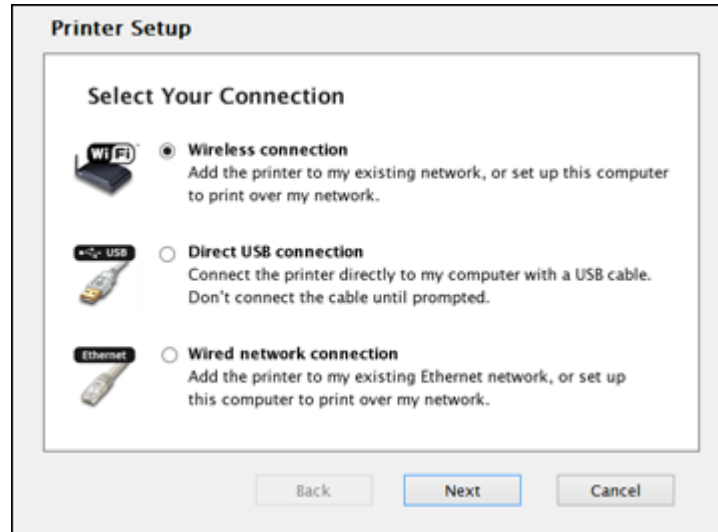 Printer Setup
Select Your Connection
WiFi
Wireless connection
Add the printer to my existing network, or set up this computer
to print over my network.
USB
Direct USB connection
Connect the printer directly to my computer with a USB cable.
Don't connect the cable until prompted.
Ethernet
Wired network connection
Add the printer to my existing Ethernet network, or set up
this computer to print over my network.
Back Next Cancel